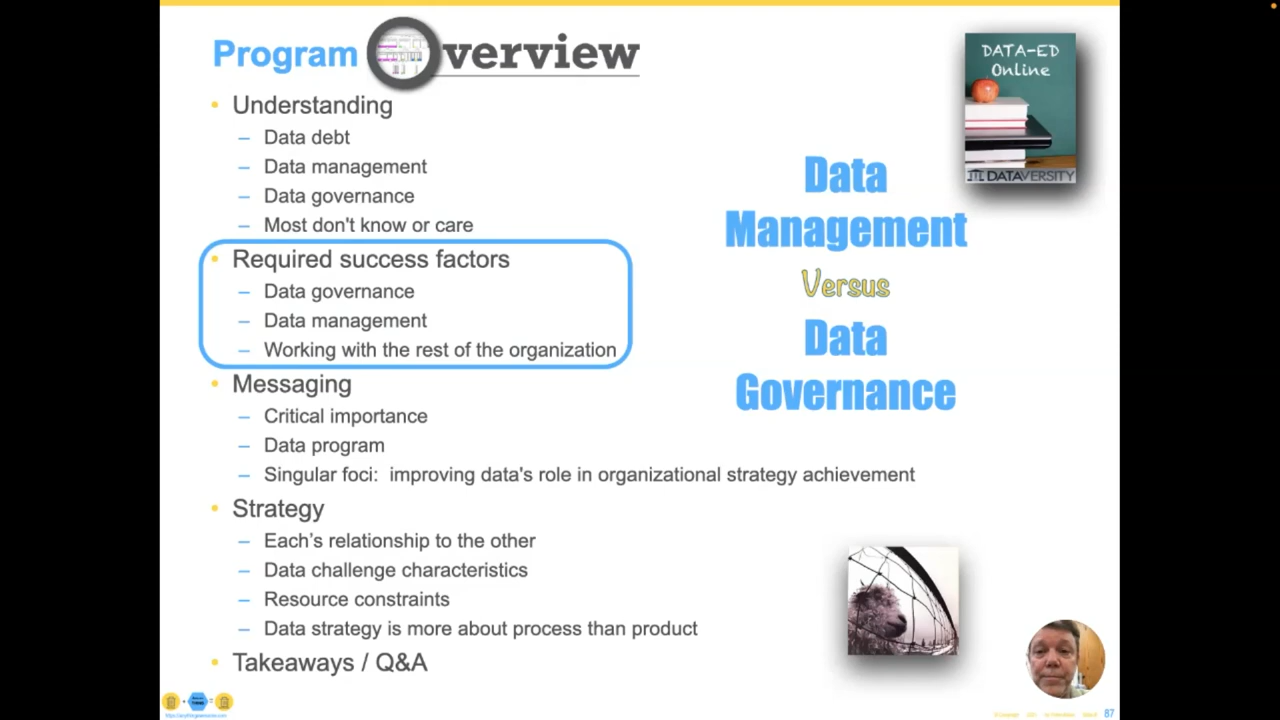 Program Overview
Understanding
Data debt
Data management
Data governance
Most don't know or care
Required success factors
Data governance
Data management
Working with the rest of the organization
Messaging
Critical importance
Data program
Singular foci: improving data's role in organizational strategy achievement
Strategy
Each's relationship to the other
Data challenge characteristics
Resource constraints
Data strategy is more about process than product
Takeaways / Q&A
DATA-ED
Online
DATAVERSITY
Data
Management
Versus
Data
Governance
87